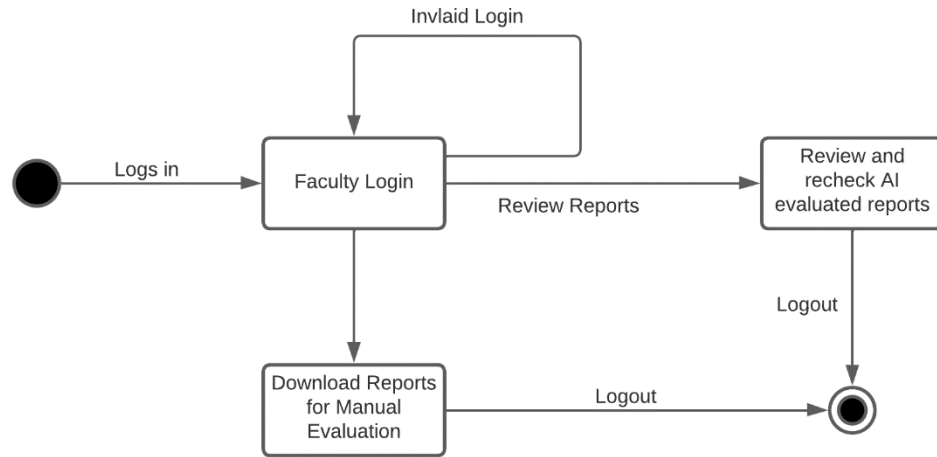 Invlaid Login
Logs in
Faculty Login
Review Reports
Review and
recheck AI
evaluated reports
Logout
Download Reports
for Manual
Evaluation
Logout